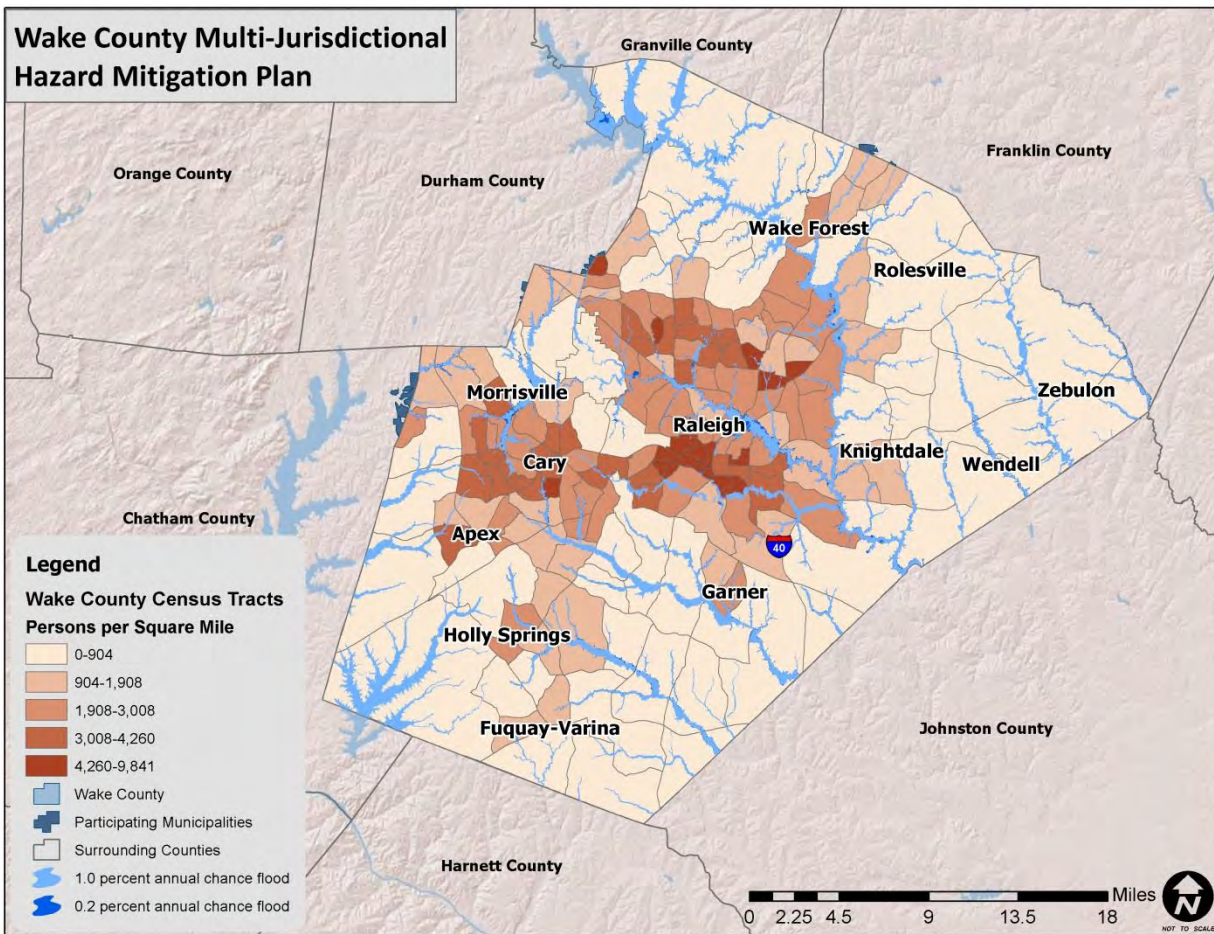 Wake County Multi-Jurisdictional
Hazard Mitigation Plan
Granville County
Franklin County
Orange County
Durham County
Wake Forest
Rolesville
Zebulon
Morrisville
Raleigh
Knightdale
Wendell
Cary
Chatham County
Apex
40
Garner
Holly Springs
Fuquay-Varina
Johnston County
Harnett County
Legend
Wake County Census Tracts
Persons per Square Mile
0-904
904-1,908
1,908-3,008
3,008-4,260
4,260-9,841
Wake County
Participating Municipalities
Surrounding Counties
1.0 percent annual chance flood
0.2 percent annual chance flood
Miles
0 2.25 4.5 9 13.5 18
N
NOT TO SCALE